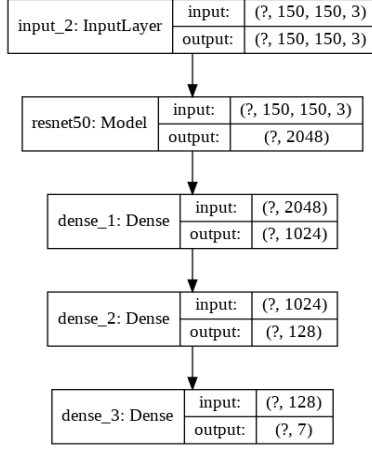 input_2: InputLayer input: (?, 150, 150, 3)
output: (?, 150, 150, 3)
resnet50: Model input: (?, 150, 150, 3)
output: (?, 2048)
dense_1: Dense input: (?, 2048)
output: (?, 1024)
dense_2: Dense input: (?, 1024)
output: (?, 128)
dense_3: Dense input: (?, 128)
output: (?, 7)